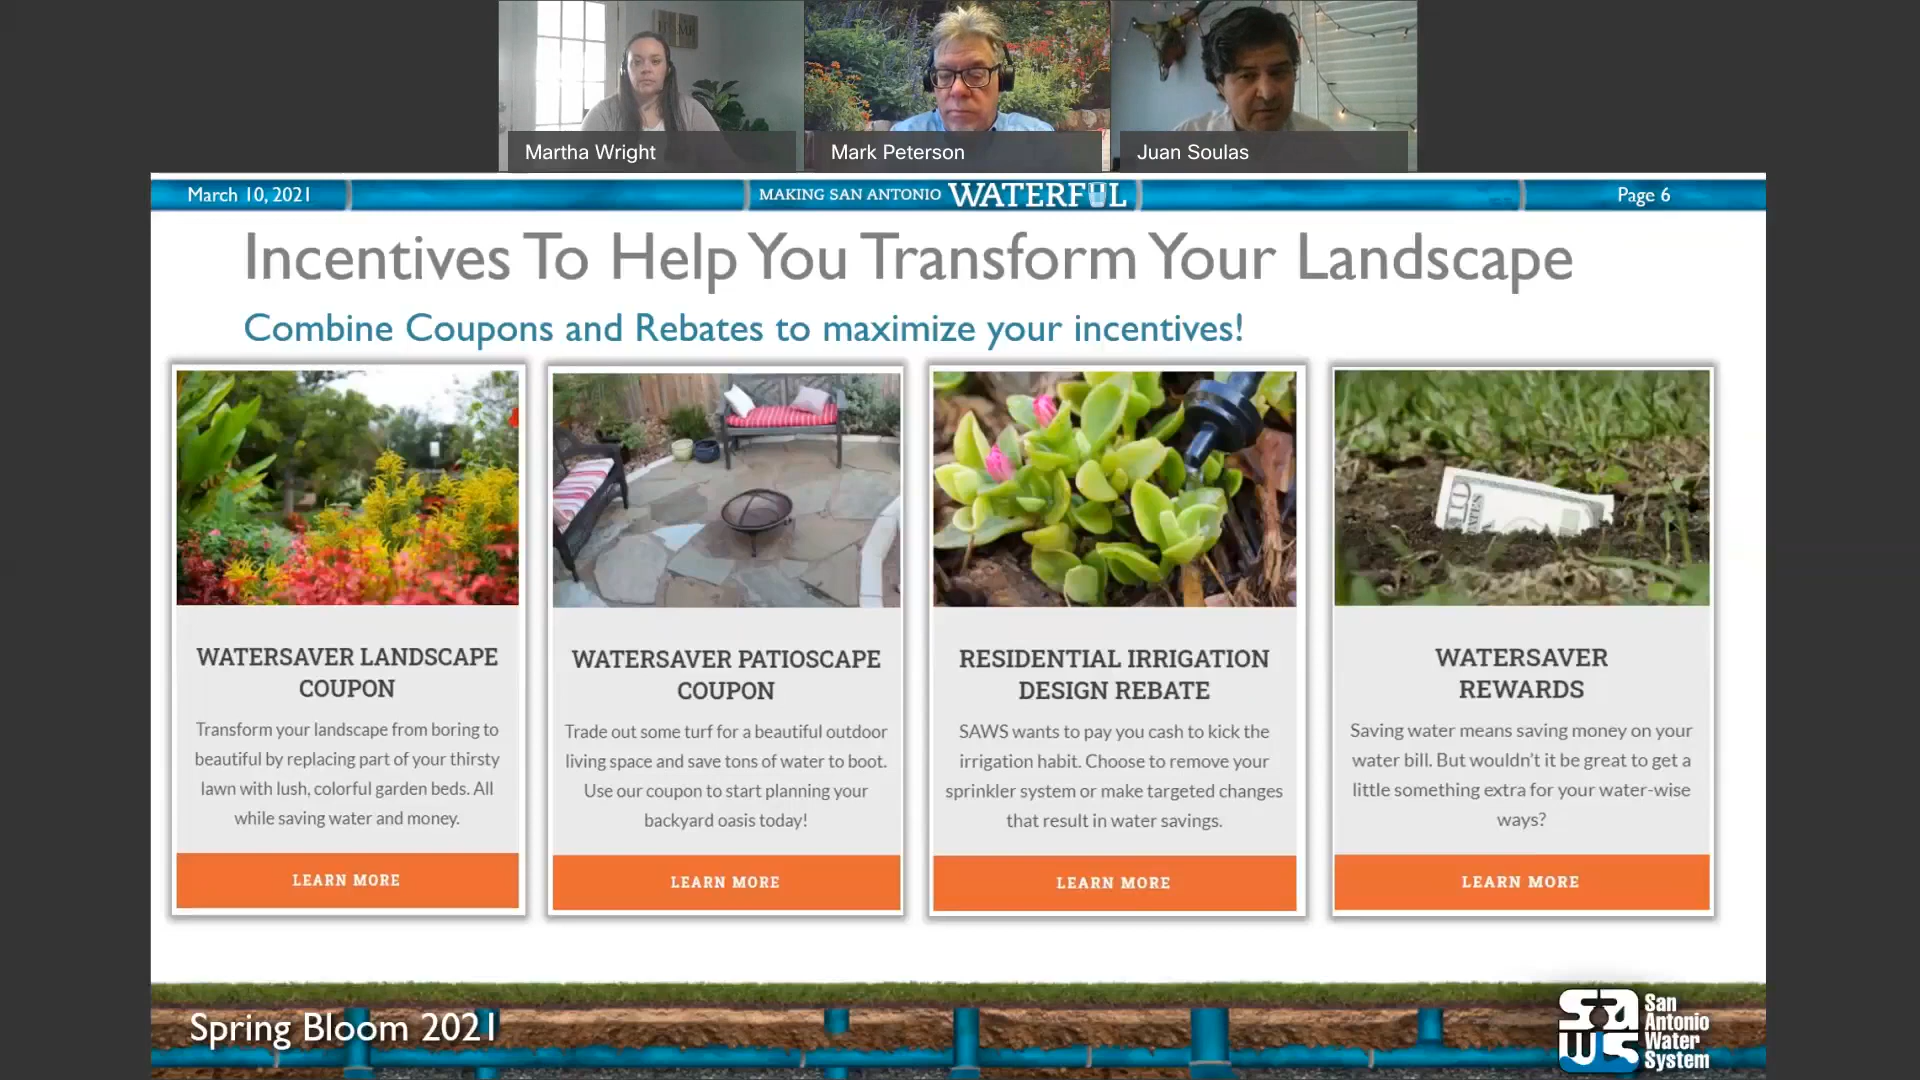 Martha Wright
Mark Peterson
Juan Soulas
March 10, 2021
MAKING SAN ANTONIO WATERFUL
Page 6
Incentives To Help You Transform Your Landscape
Combine Coupons and Rebates to maximize your incentives!
WATERSAVER LANDSCAPE
COUPON
Transform your landscape from boring to
beautiful by replacing part of your thirsty
lawn with lush, colorful garden beds. All
while saving water and money.
LEARN MORE
WATERSAVER PATIOSCAPE
COUPON
Trade out some turf for a beautiful outdoor
living space and save tons of water to boot.
Use our coupon to start planning your
backyard oasis today!
LEARN MORE
RESIDENTIAL IRRIGATION
DESIGN REBATE
SAWS wants to pay you cash to kick the
irrigation habit. Choose to remove your
sprinkler system or make targeted changes
that result in water savings.
LEARN MORE
WATERSAVER
REWARDS
Saving water means saving money on your
water bill. But wouldn't it be great to get a
little something extra for your water-wise
ways?
LEARN MORE
Spring Bloom 2021
saws
San
Antonio
Water
System